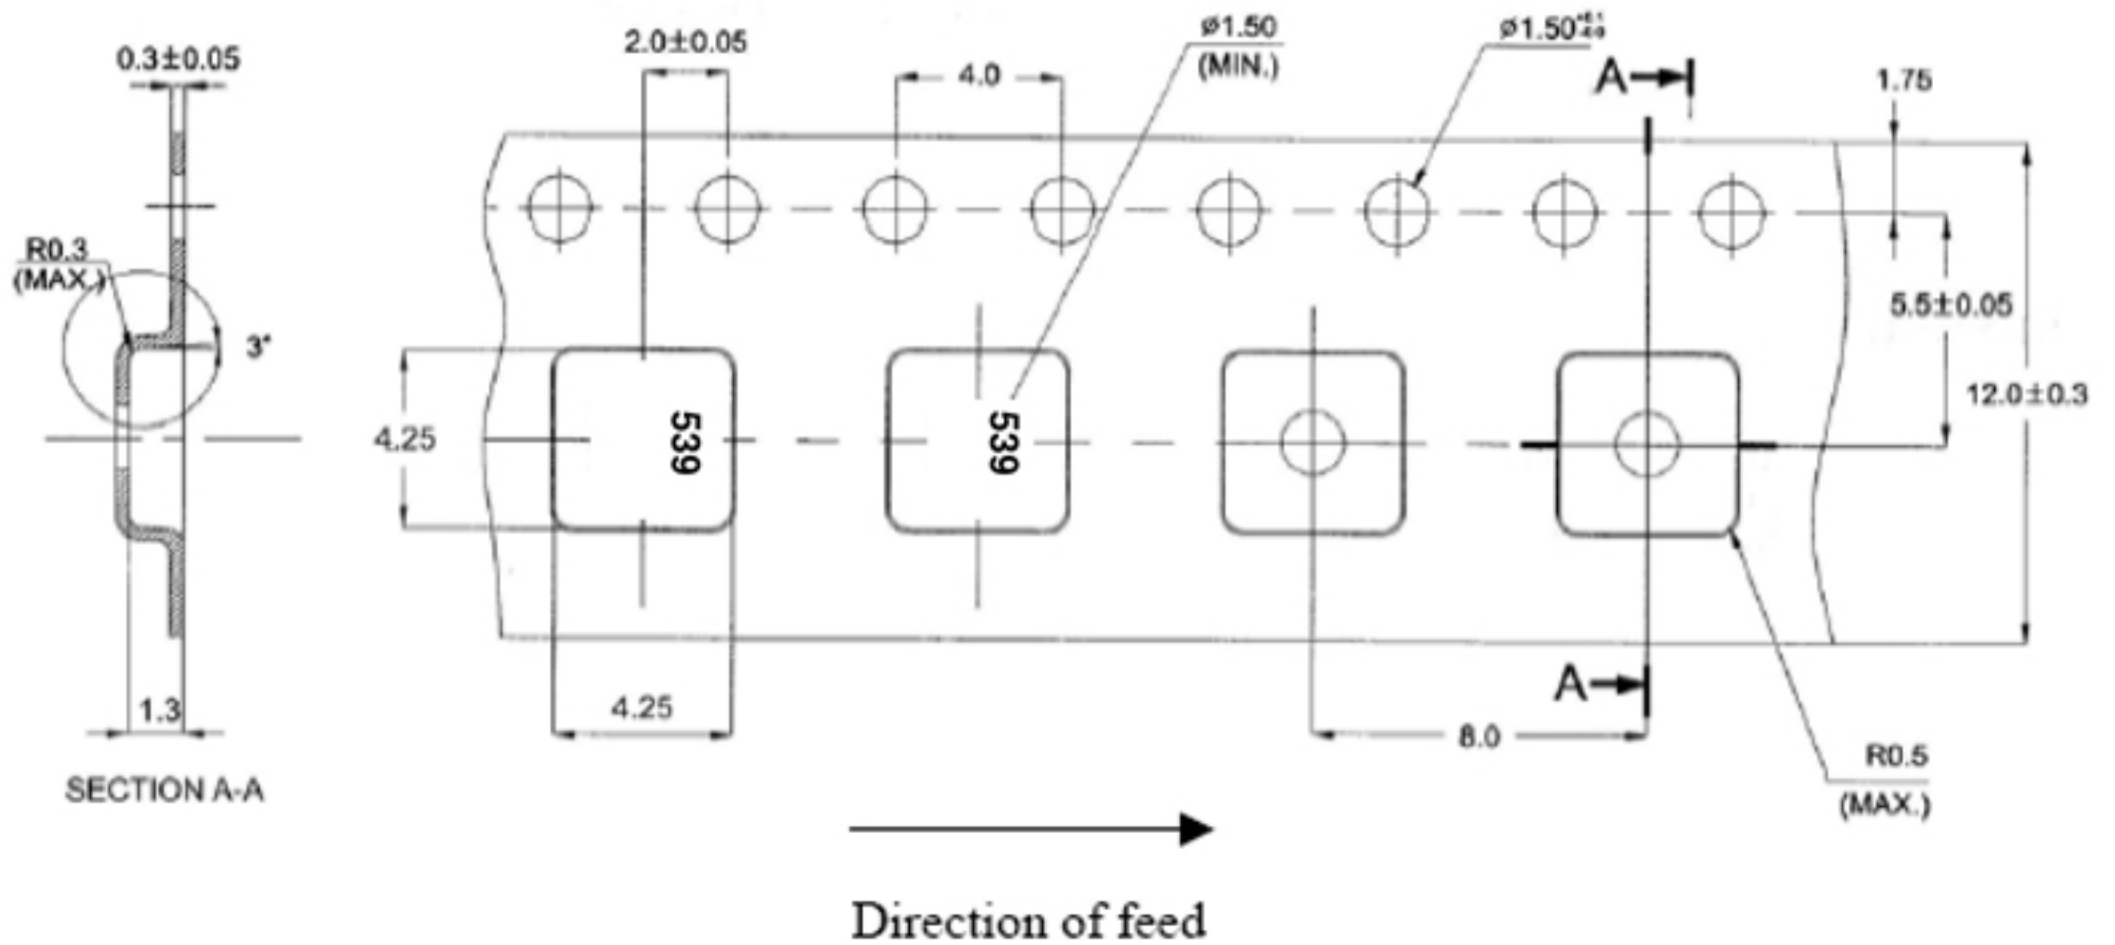 0.3±0.05
2.0±0.05
4.0
ø1.50
(MIN.)
ø1.50
A
1.75
R0.3
(MAX.)
3°
5.5±0.05
4.25
539
539
12.0±0.3
1.3
4.25
A
8.0
R0.5
(MAX.)
SECTION A-A
Direction of feed